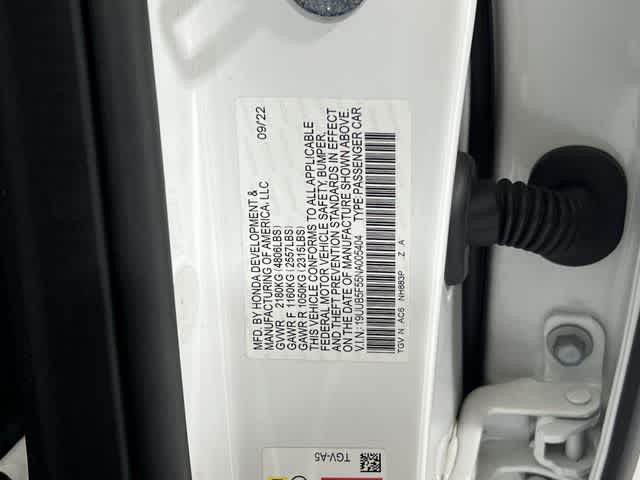 MFD. BY HONDA DEVELOPMENT &
MANUFACTURING OF AMERICA, LLC 09/22
GVWR 2180KG(4806LBS)
GAWR F 1160KG(2557LBS)
GAWR R 1050KG(2315LBS)
THIS VEHICLE CONFORMS TO ALL APPLICABLE
FEDERAL MOTOR VEHICLE SAFETY, BUMPER,
AND THEFT PREVENTION STANDARDS IN EFFECT
ON THE DATE OF MANUFACTURE SHOWN ABOVE.
V.I.N:19UUB5F55NA005404 TYPE:PASSENGER CAR
TGV N AC6 NH883P Z A
TGV-A5